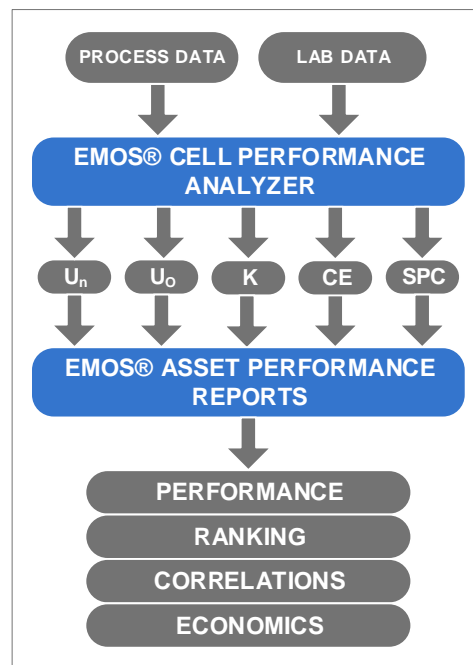 PROCESS DATA LAB DATA
EMOS® CELL PERFORMANCE
ANALYZER
Uₙ U₀ K CE SPC
EMOS® ASSET PERFORMANCE
REPORTS
PERFORMANCE
RANKING
CORRELATIONS
ECONOMICS